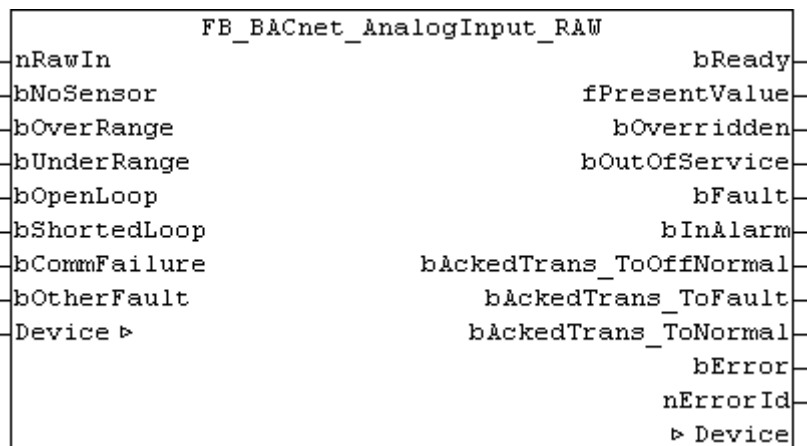 FB_BACnet_AnalogInput_RAW
nRawIn bReady
bNoSensor fPresentValue
bOverRange bOverridden
bUnderRange bOutOfService
bOpenLoop bFault
bShortedLoop bInAlarm
bCommFailure bAckedTrans_ToOffNormal
bOtherFault bAckedTrans_ToFault
Device ▷ bAckedTrans_ToNormal
bError
nErrorId
▷ Device